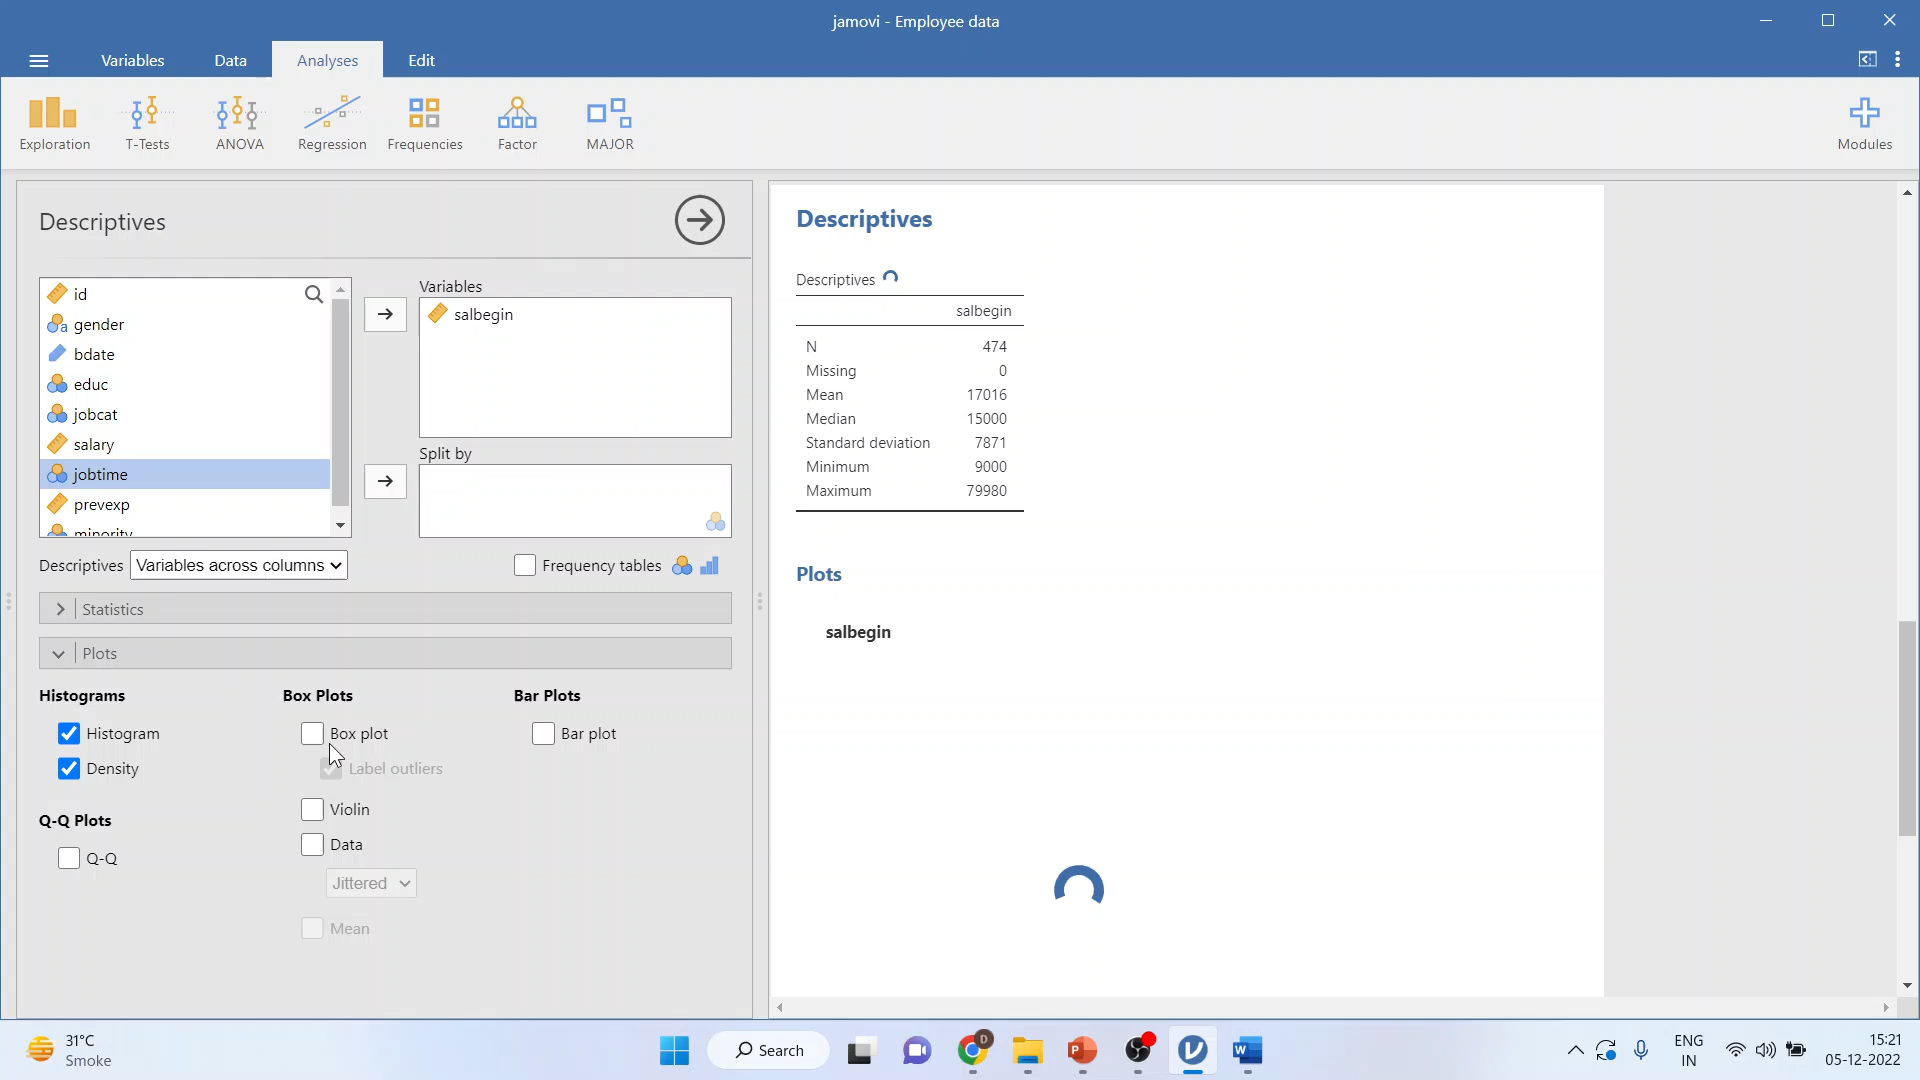 jamovi - Employee data
Variables
Data
Analyses
Edit
Exploration
T-Tests
ANOVA
Regression
Frequencies
Factor
MAJOR
Modules
Descriptives
id
gender
bdate
educ
jobcat
salary
jobtime
prevexp
minority
Variables
salbegin
Split by
Descriptives
Variables across columns
Frequency tables
Statistics
Plots
Histograms
Histogram
Density
Q-Q Plots
Q-Q
Box Plots
Box plot
Label outliers
Violin
Data
Jittered
Mean
Bar Plots
Bar plot
Descriptives
Descriptives
salbegin
N 474
Missing 0
Mean 17016
Median 15000
Standard deviation 7871
Minimum 9000
Maximum 79980
Plots
salbegin
31°C
Smoke
Search
D
ENG
IN
15:21
05-12-2022